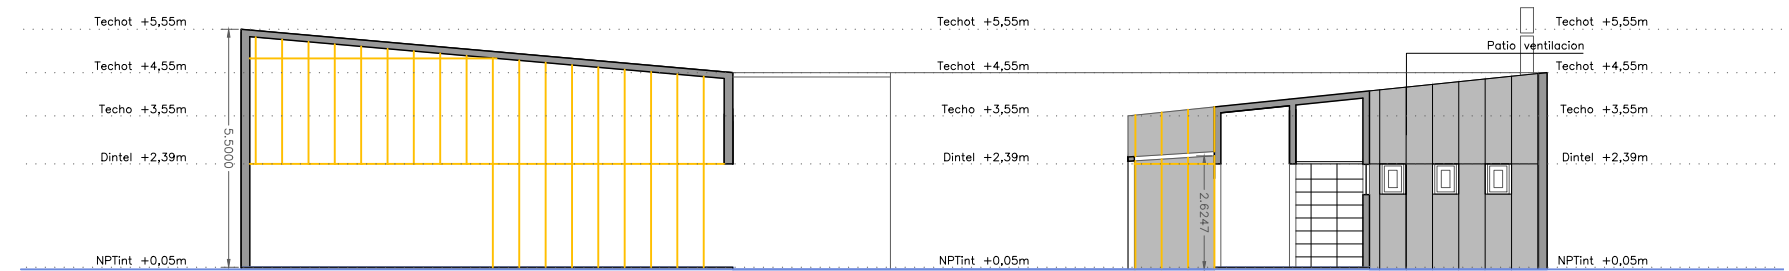 Techot +5,55m
Techot +5,55m
Techot +5,55m
Patio ventilacion
Techot +4,55m
Techot +4,55m
Techot +4,55m
Techo +3,55m
Techo +3,55m
Techo +3,55m
5.5000
Dintel +2,39m
Dintel +2,39m
Dintel +2,39m
2.6247
NPTint +0,05m
NPTint +0,05m
NPTint +0,05m